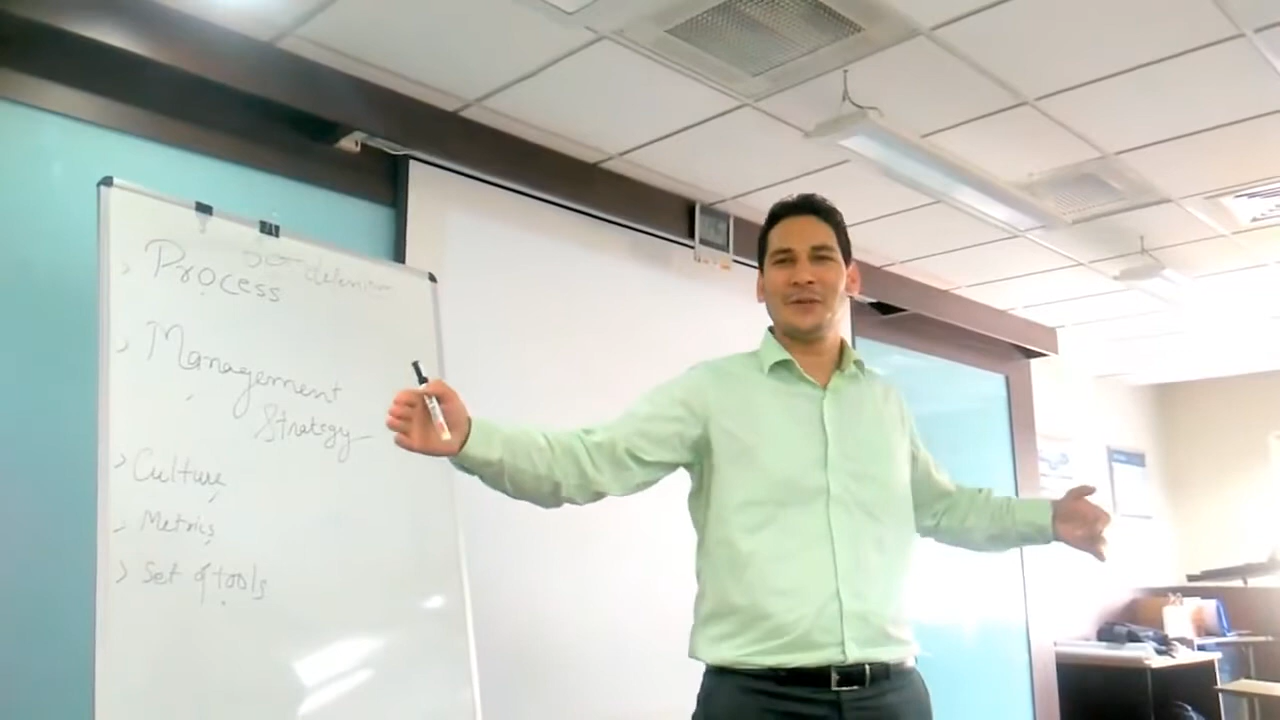 › Process
› Management
Strategy
› Culture
› Metrics
› Set of tools